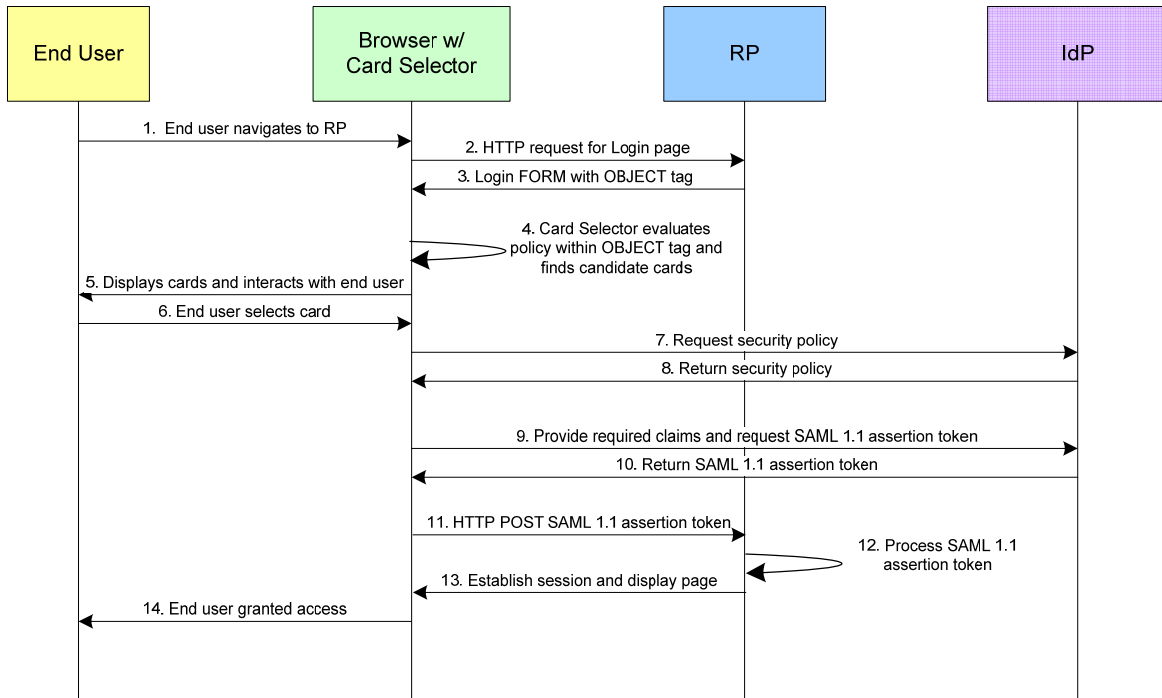 End User
Browser w/
Card Selector
RP
IdP
1. End user navigates to RP
2. HTTP request for Login page
3. Login FORM with OBJECT tag
4. Card Selector evaluates
policy within OBJECT tag and
finds candidate cards
5. Displays cards and interacts with end user
6. End user selects card
7. Request security policy
8. Return security policy
9. Provide required claims and request SAML 1.1 assertion token
10. Return SAML 1.1 assertion token
11. HTTP POST SAML 1.1 assertion token
12. Process SAML 1.1
assertion token
13. Establish session and display page
14. End user granted access